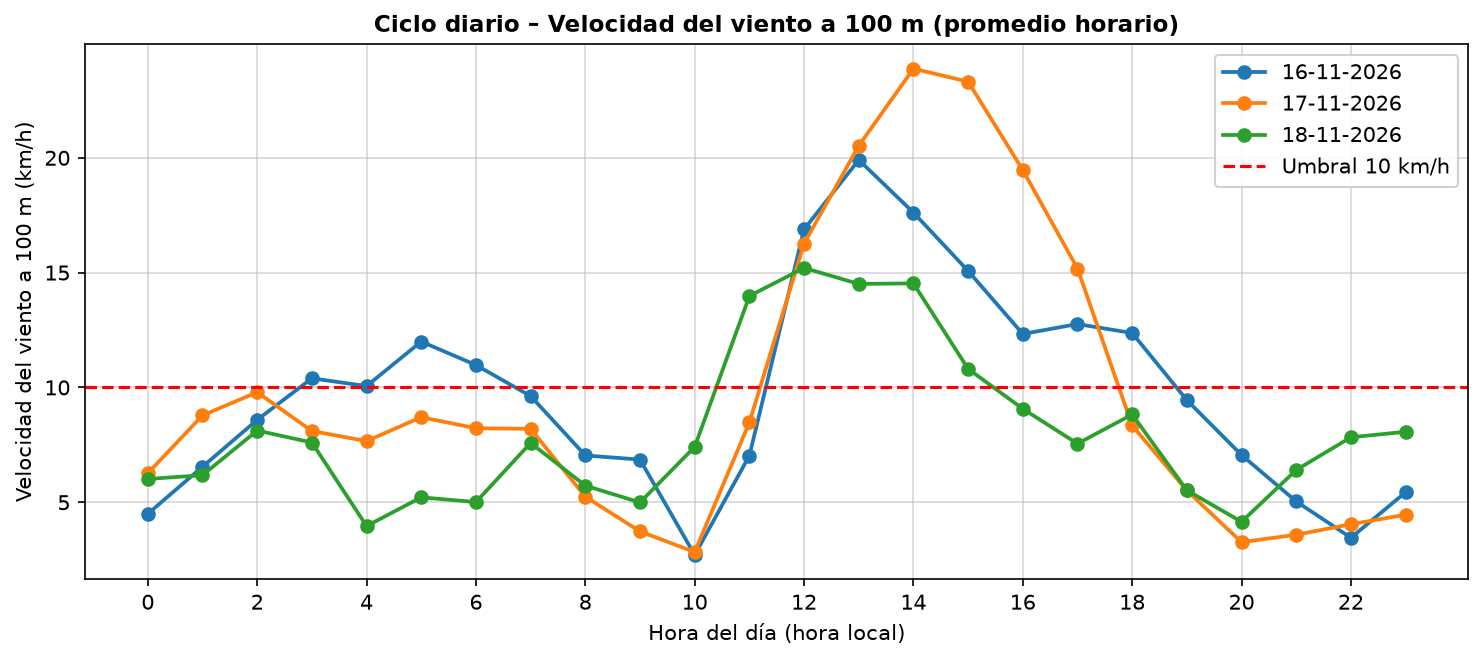 Ciclo diario – Velocidad del viento a 100 m (promedio horario)
Velocidad del viento a 100 m (km/h)
20
15
10
5
16-11-2026
17-11-2026
18-11-2026
Umbral 10 km/h
0 2 4 6 8 10 12 14 16 18 20 22
Hora del día (hora local)